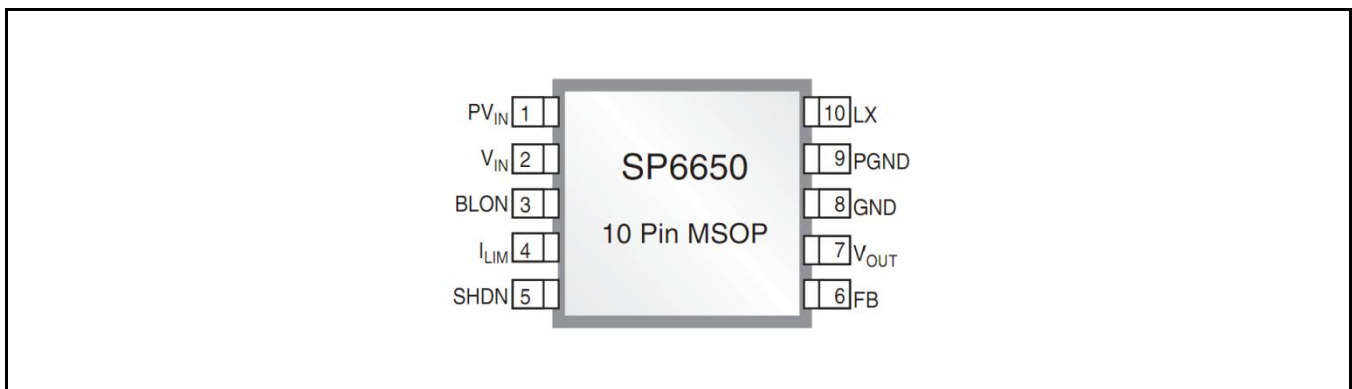 PVIN 1
VIN 2
BLON 3
ILIM 4
SHDN 5
SP6650
10 Pin MSOP
10 LX
9 PGND
8 GND
7 VOUT
6 FB